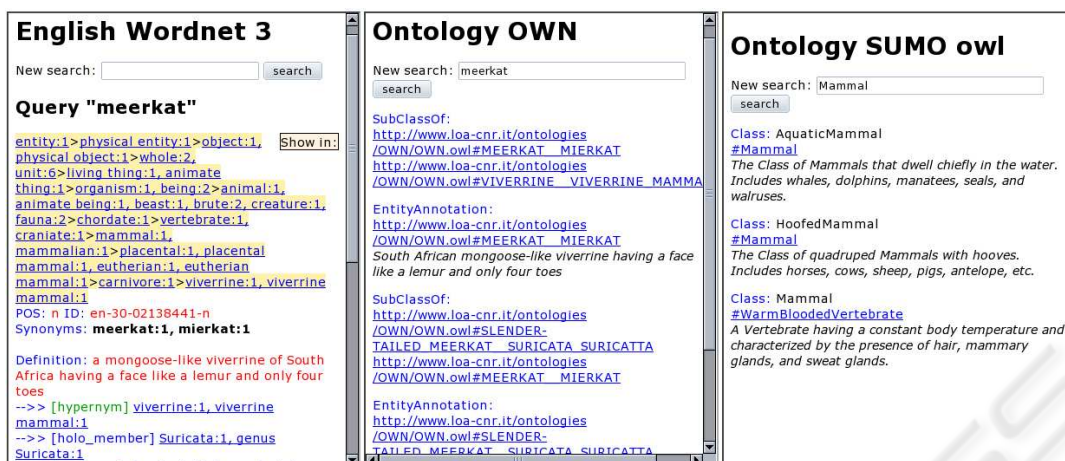 English Wordnet 3
New search:
search
Query "meerkat"
entity:1>physical entity:1>object:1,
Show in:
physical object:1>whole:2,
unit:6>living thing:1, animate
thing:1>organism:1, being:2>animal:1,
animate being:1, beast:1, brute:2, creature:1,
fauna:2>chordate:1>vertebrate:1,
craniate:1>mammal:1,
mammalian:1>placental:1, placental
mammal:1, eutherian:1, eutherian
mammal:1>carnivore:1>viverrine:1, viverrine
mammal:1
POS: n ID: en-30-02138441-n
Synonyms: meerkat:1, mierkat:1
Definition: a mongoose-like viverrine of South
Africa having a face like a lemur and only four
toes
-->> [hypernym] viverrine:1, viverrine
mammal:1
-->> [holo_member] Suricata:1, genus
Suricata:1
Ontology OWN
New search: meerkat
search
SubClassOf:
http://www.loa-cnr.it/ontologies
/OWN/OWN.owl#MEERKAT__MIERKAT
http://www.loa-cnr.it/ontologies
/OWN/OWN.owl#VIVERRINE__VIVERRINE_MAMMA
EntityAnnotation:
http://www.loa-cnr.it/ontologies
/OWN/OWN.owl#MEERKAT__MIERKAT
South African mongoose-like viverrine having a face
like a lemur and only four toes
SubClassOf:
http://www.loa-cnr.it/ontologies
/OWN/OWN.owl#SLENDER-
TAILED_MEERKAT__SURICATA_SURICATTA
http://www.loa-cnr.it/ontologies
/OWN/OWN.owl#MEERKAT__MIERKAT
EntityAnnotation:
http://www.loa-cnr.it/ontologies
/OWN/OWN.owl#SLENDER-
TAILED_MEERKAT__SURICATA_SURICATTA
Ontology SUMO owl
New search: Mammal
search
Class: AquaticMammal
#Mammal
The Class of Mammals that dwell chiefly in the water.
Includes whales, dolphins, manatees, seals, and
walruses.
Class: HoofedMammal
#Mammal
The Class of quadruped Mammals with hooves.
Includes horses, cows, sheep, pigs, antelope, etc.
Class: Mammal
#WarmBloodedVertebrate
A Vertebrate having a constant body temperature and
characterized by the presence of hair, mammary
glands, and sweat glands.